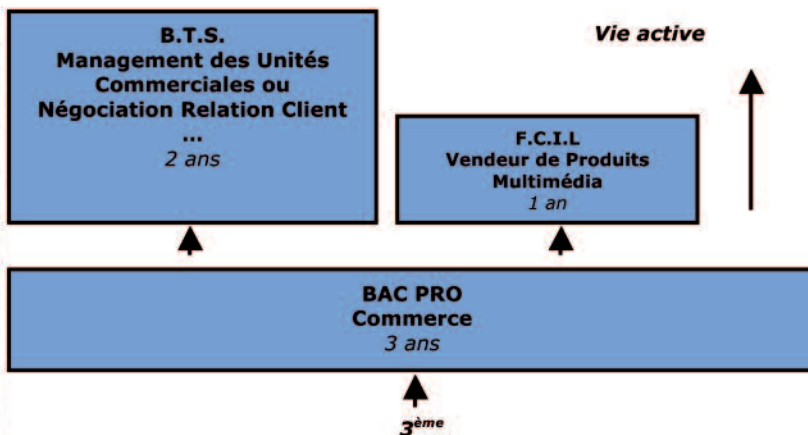 B.T.S.
Management des Unités
Commerciales ou
Négociation Relation Client
...
2 ans
Vie active
F.C.I.L
Vendeur de Produits
Multimédia
1 an
BAC PRO
Commerce
3 ans
3ème